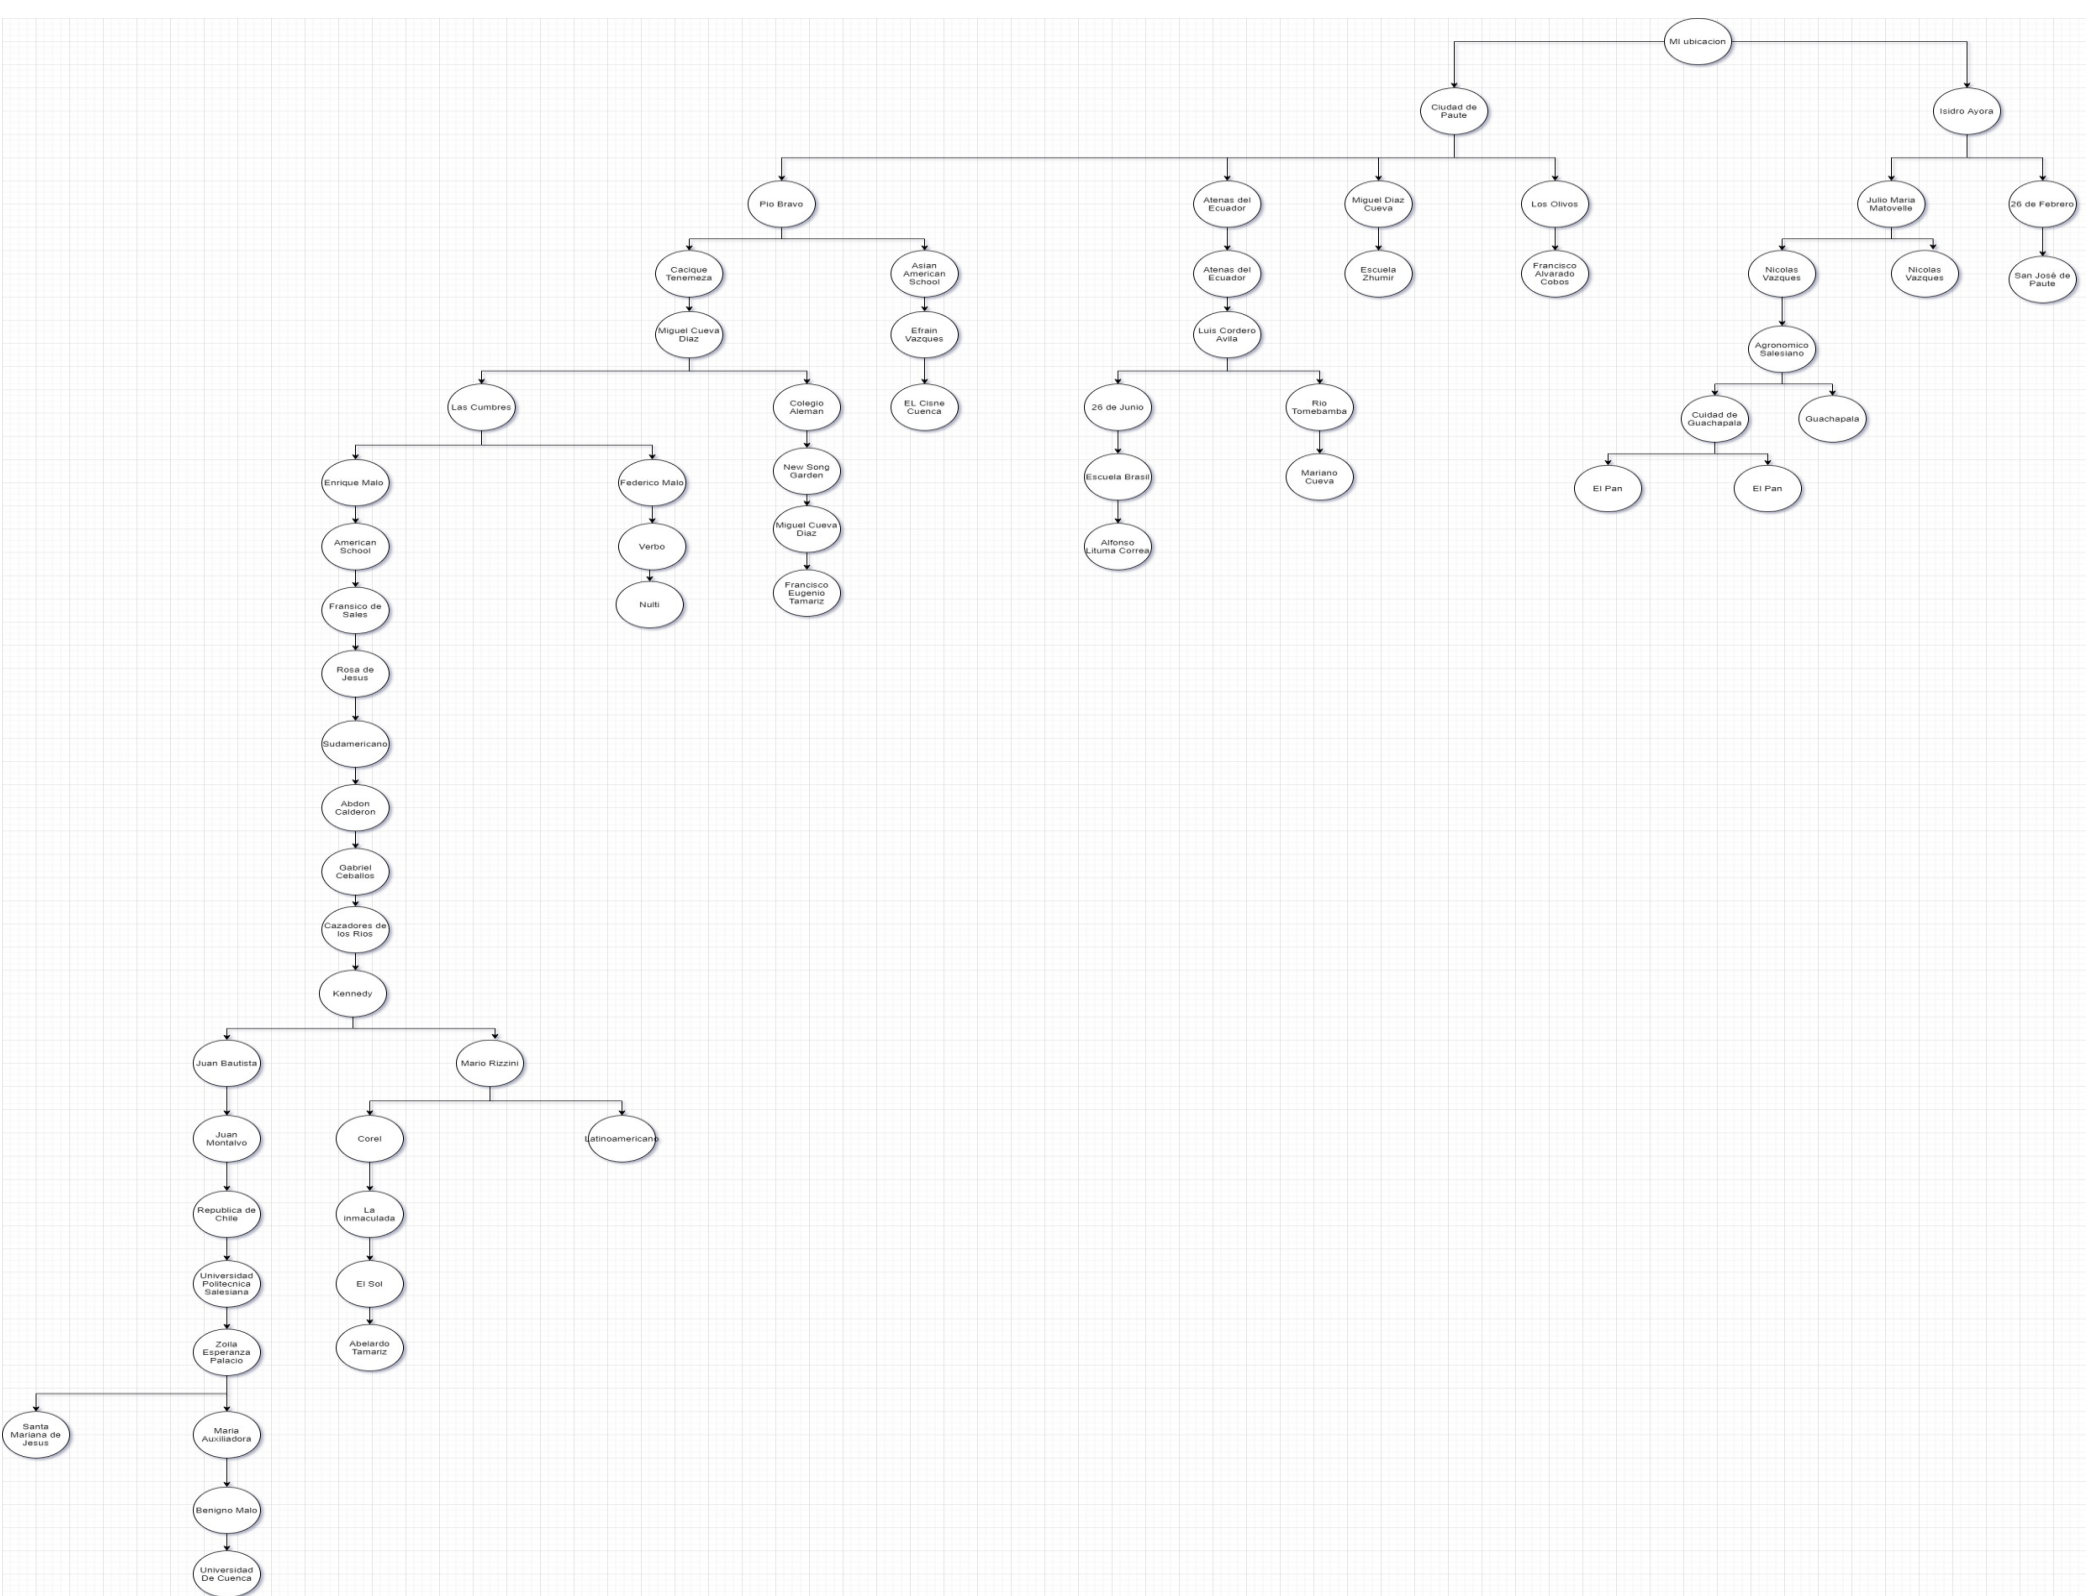 MI ubicacion
Ciudad de
Paute
Isidro Ayora
Pio Bravo
Atenas del
Ecuador
Miguel Diaz
Cueva
Los Olivos
Julio Maria
Matovelle
26 de Febrero
Cacique
Tenemeza
Asian
American
School
Atenas del
Ecuador
Escuela
Zhumir
Francisco
Alvarado
Cobos
Nicolas
Vazques
Nicolas
Vazques
San José de
Paute
Miguel Cueva
Diaz
Efrain
Vazques
Luis Cordero
Avila
Agronomico
Salesiano
Las Cumbres
Colegio
Aleman
EL Cisne
Cuenca
26 de Junio
Rio
Tomebamba
Cuidad de
Guachapala
Guachapala
Enrique Malo
Federico Malo
New Song
Garden
Escuela Brasil
Mariano
Cueva
El Pan
El Pan
American
School
Verbo
Miguel Cueva
Diaz
Alfonso
Lituma Correa
Fransico de
Sales
Nulti
Francisco
Eugenio
Tamariz
Rosa de
Jesus
Sudamericano
Abdon
Calderon
Gabriel
Ceballos
Cazadores de
los Rios
Kennedy
Juan Bautista
Mario Rizzini
Juan
Montalvo
Corel
Latinoamericano
Republica de
Chile
La
inmaculada
Universidad
Politecnica
Salesiana
El Sol
Zoila
Esperanza
Palacio
Abelardo
Tamariz
Santa
Mariana de
Jesus
Maria
Auxiliadora
Benigno Malo
Universidad
De Cuenca